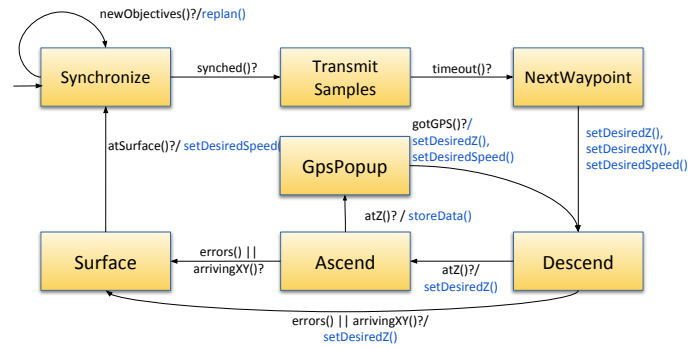 newObjectives()?/replan()
Synchronize
synched()?
Transmit
Samples
timeout()?
NextWaypoint
atSurface()?/ setDesiredSpeed(
gotGPS()?/
setDesiredZ(),
setDesiredSpeed()
setDesiredZ(),
setDesiredXY(),
setDesiredSpeed()
GpsPopup
atZ()? / storeData()
Surface
errors() ||
arrivingXY()?
Ascend
atZ()?/
setDesiredZ()
Descend
errors() || arrivingXY()?/
setDesiredZ()